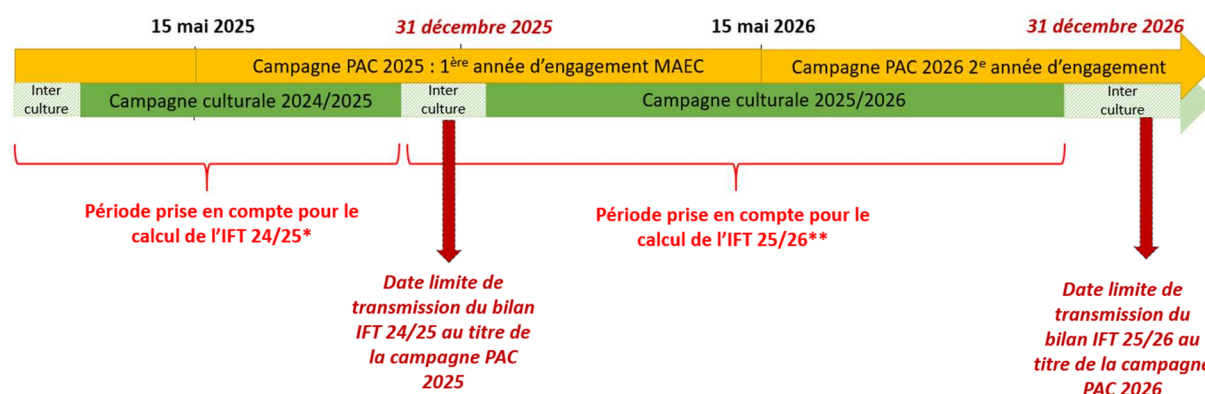 15 mai 2025
31 décembre 2025
15 mai 2026
31 décembre 2026
Campagne PAC 2025 : 1ère année d'engagement MAEC
Campagne PAC 2026 2e année d'engagement
Inter
culture
Campagne culturale 2024/2025
Inter
culture
Campagne culturale 2025/2026
Inter
culture
Période prise en compte pour le
calcul de l'IFT 24/25*
Période prise en compte pour le
calcul de l'IFT 25/26**
Date limite de
transmission du bilan
IFT 24/25 au titre de
la campagne PAC
2025
Date limite de
transmission du
bilan IFT 25/26 au
titre de la campagne
PAC 2026